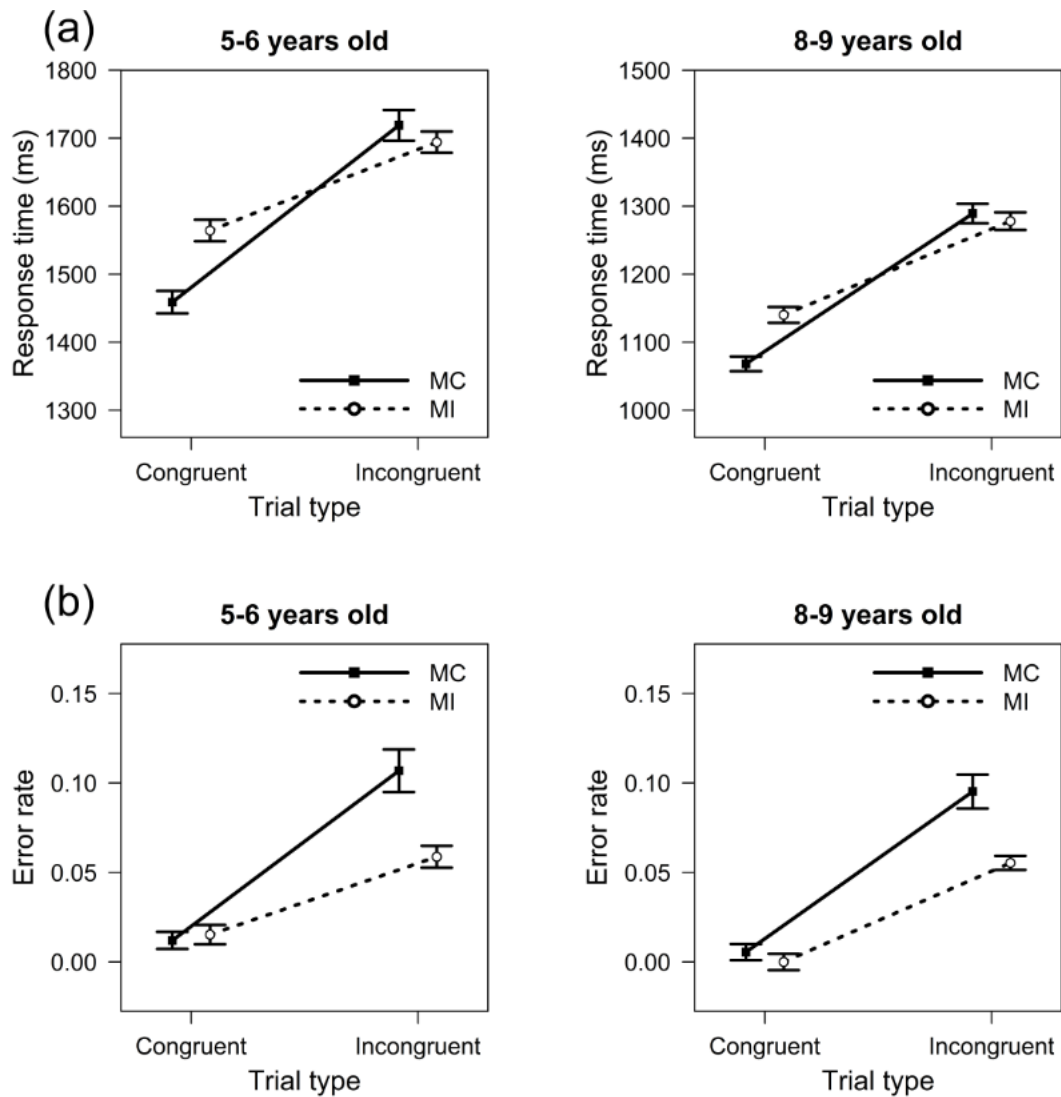 (a)
5-6 years old
8-9 years old
Response time (ms)
1800
1700
1600
1500
1400
1300
MC
MI
Congruent
Incongruent
Trial type
Response time (ms)
1500
1400
1300
1200
1100
1000
MC
MI
Congruent
Incongruent
Trial type
(b)
5-6 years old
8-9 years old
Error rate
0.15
0.10
0.05
0.00
MC
MI
Congruent
Incongruent
Trial type
Error rate
0.15
0.10
0.05
0.00
MC
MI
Congruent
Incongruent
Trial type